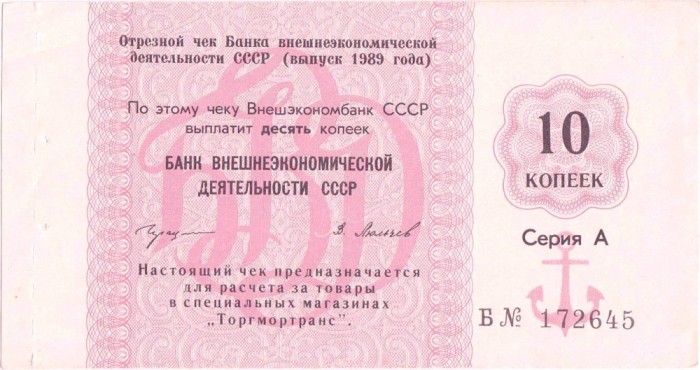 Отрезной чек Банка внешнеэкономической
деятельности СССР (выпуск 1989 года)
По этому чеку Внешэкономбанк СССР
выплатит десять копеек
БАНК ВНЕШНЕЭКОНОМИЧЕСКОЙ
ДЕЯТЕЛЬНОСТИ СССР
Настоящий чек предназначается
для расчета за товары
в специальных магазинах
„Торгмортранс".
10
КОПЕЕК
Серия А
Б № 172645